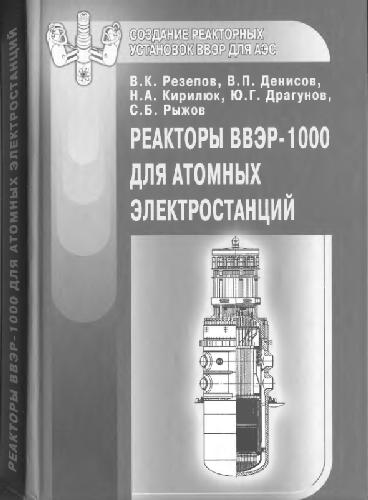 СОЗДАНИЕ РЕАКТОРНЫХ
УСТАНОВОК ВВЭР ДЛЯ АЭС
В.К. Резепов, В.П. Денисов,
Н.А. Кирилюк, Ю.Г. Драгунов,
С.Б. Рыжов
РЕАКТОРЫ ВВЭР-1000
ДЛЯ АТОМНЫХ
ЭЛЕКТРОСТАНЦИЙ
РЕАКТОРЫ ВВЭР-1000 ДЛЯ АТОМНЫХ ЭЛЕКТРОСТАНЦИЙ